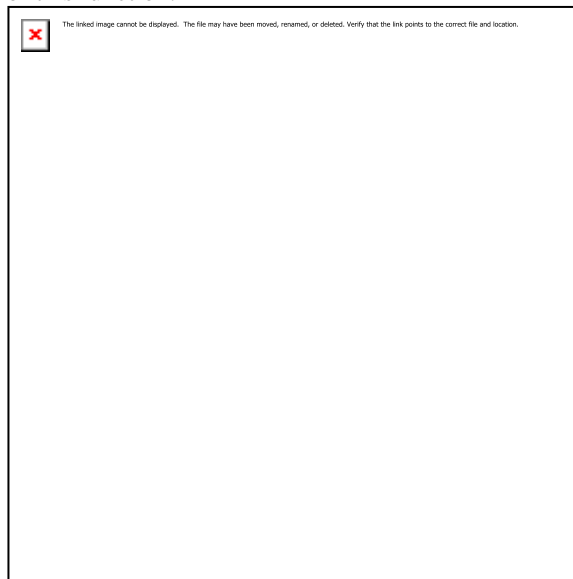 The linked image cannot be displayed. The file may have been moved, renamed, or deleted. Verify that the link points to the correct file and location.